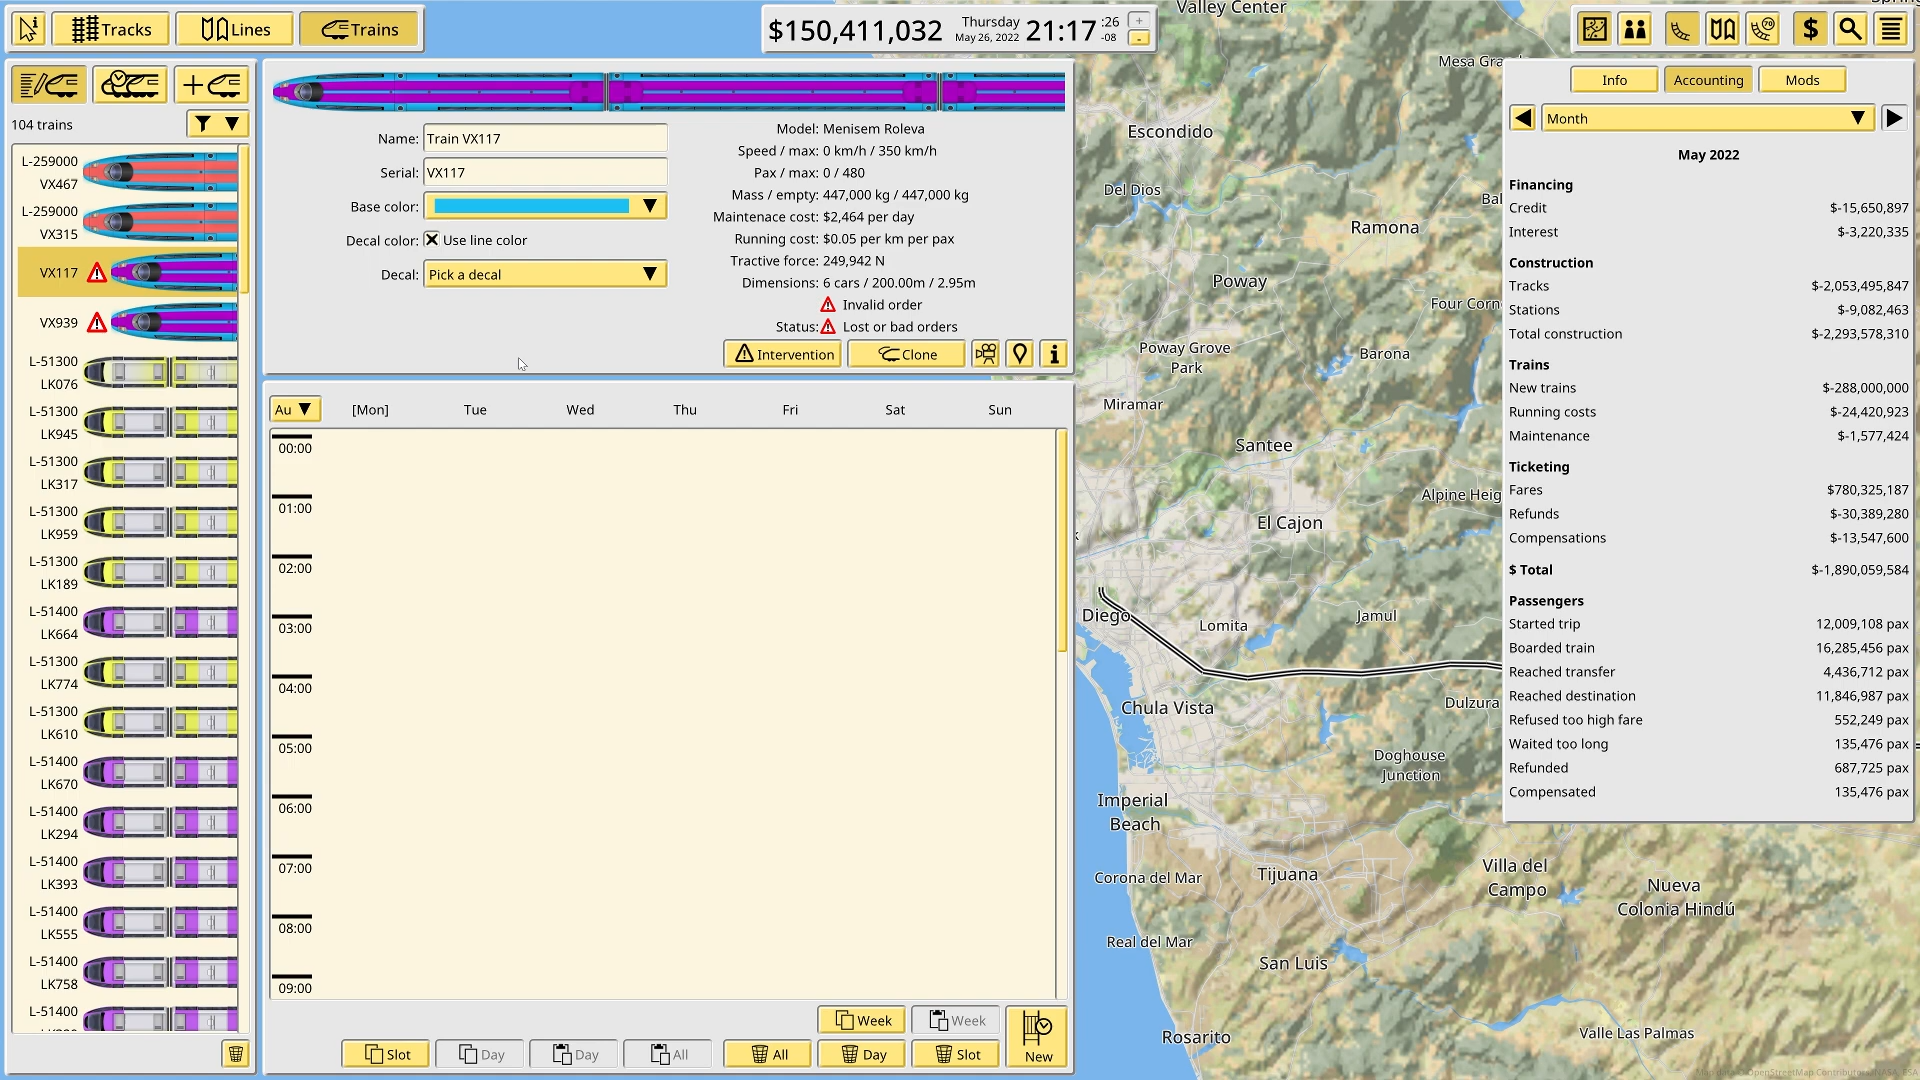 Tracks
Lines
Trains
$150,411,032
Thursday
May 26, 2022
21:17
:26
-08
+
-
70
$
104 trains
L-259000
VX467
L-259000
VX315
VX117
VX939
L-51300
LK076
L-51300
LK945
L-51300
LK317
L-51300
LK959
L-51300
LK189
L-51400
LK664
L-51300
LK774
L-51300
LK610
L-51400
LK670
L-51400
LK294
L-51400
LK393
L-51400
LK555
L-51400
LK758
L-51400
Name: Train VX117
Serial: VX117
Base color:
Decal color: Use line color
Decal: Pick a decal
Model: Menisem Roleva
Speed / max: 0 km/h / 350 km/h
Pax / max: 0 / 480
Mass / empty: 447,000 kg / 447,000 kg
Maintenace cost: $2,464 per day
Running cost: $0.05 per km per pax
Tractive force: 249,942 N
Dimensions: 6 cars / 200.00m / 2.95m
Invalid order
Status: Lost or bad orders
Intervention
Clone
Au
[Mon]
Tue
Wed
Thu
Fri
Sat
Sun
00:00
01:00
02:00
03:00
04:00
05:00
06:00
07:00
08:00
09:00
Week
Week
Slot
Day
Day
All
All
Day
Slot
New
Valley Center
Mesa Gra
Escondido
Del Dios
Ramona
Poway
Four Corn
Poway Grove
Park
Barona
Miramar
Santee
Alpine Heig
El Cajon
Diego
Lomita
Jamul
Chula Vista
Dulzura
Doghouse
Junction
Imperial
Beach
Corona del Mar
Tijuana
Villa del
Campo
Nueva
Colonia Hindú
Real del Mar
San Luis
Rosarito
Valle Las Palmas
Info
Accounting
Mods
Month
May 2022
Financing
Credit $-15,650,897
Interest $-3,220,335
Construction
Tracks $-2,053,495,847
Stations $-9,082,463
Total construction $-2,293,578,310
Trains
New trains $-288,000,000
Running costs $-24,420,923
Maintenance $-1,577,424
Ticketing
Fares $780,325,187
Refunds $-30,389,280
Compensations $-13,547,600
$ Total $-1,890,059,584
Passengers
Started trip 12,009,108 pax
Boarded train 16,285,456 pax
Reached transfer 4,436,712 pax
Reached destination 11,846,987 pax
Refused too high fare 552,249 pax
Waited too long 135,476 pax
Refunded 687,725 pax
Compensated 135,476 pax